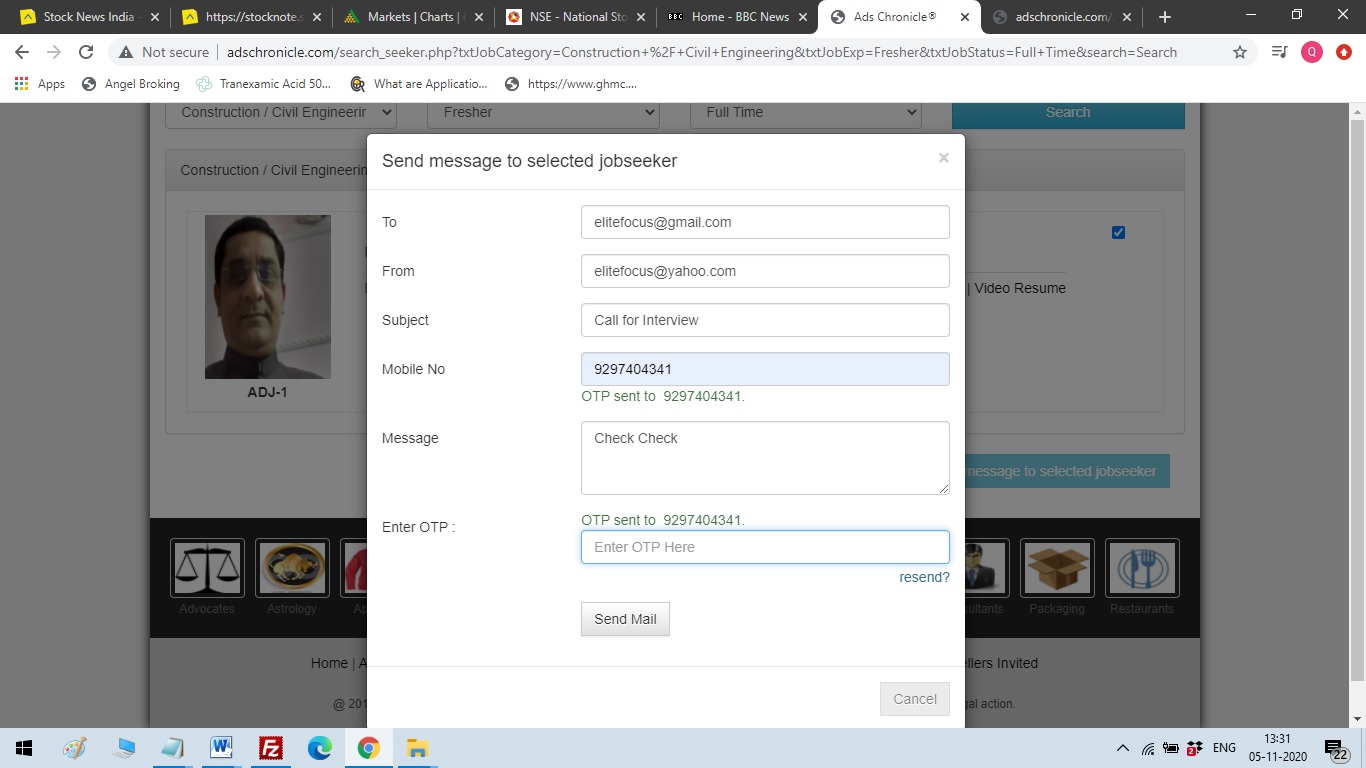 Stock News India -
https://stocknote.s
Markets | Charts |
NSE - National Sto
BBC Home - BBC News
Ads Chronicle®
adschronicle.com/
Not secure | adschronicle.com/search_seeker.php?txtJobCategory=Construction+%2F+Civil+Engineering&txtJobExp=Fresher&txtJobStatus=Full+Time&search=Search
Q
Apps Angel Broking Tranexamic Acid 50... What are Applicatio... https://www.ghmc....
Construction / Civil Engineerir Fresher Full Time Search
Send message to selected jobseeker ×
Construction / Civil Engineerin
To elitefocus@gmail.com
From elitefocus@yahoo.com
| Video Resume
Subject Call for Interview
Mobile No 9297404341
ADJ-1
OTP sent to 9297404341.
Message Check Check
message to selected jobseeker
Enter OTP :
OTP sent to 9297404341.
Enter OTP Here
resend?
Advocates Astrology Ap sultants Packaging Restaurants
Send Mail
Home | A ellers Invited
@ 201 gal action.
Cancel
ENG
13:31
05-11-2020
22
2